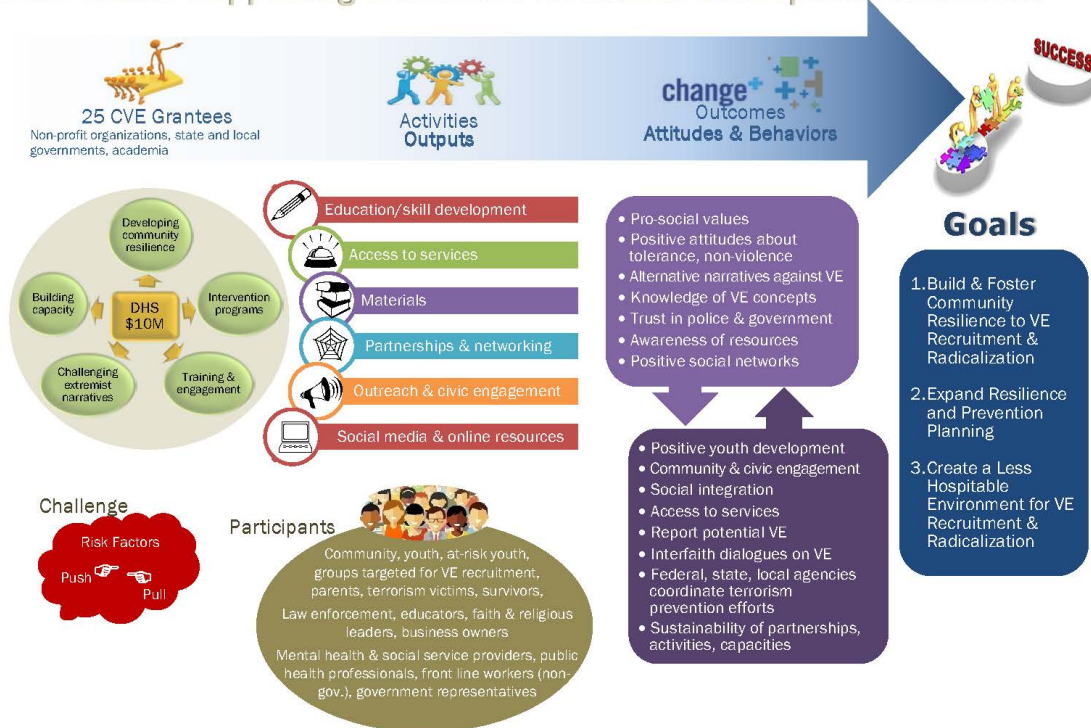 SUCCESS
25 CVE Grantees
Non-profit organizations, state and local
governments, academia
Activities
Outputs
change
Outcomes
Attitudes & Behaviors
Developing
community
resilience
Building
capacity
DHS
$10M
Intervention
programs
Challenging
extremist
narratives
Training &
engagement
Education/skill development
Access to services
Materials
Partnerships & networking
Outreach & civic engagement
Social media & online resources
• Pro-social values
• Positive attitudes about
tolerance, non-violence
• Alternative narratives against VE
• Knowledge of VE concepts
• Trust in police & government
• Awareness of resources
• Positive social networks
• Positive youth development
• Community & civic engagement
• Social integration
• Access to services
• Report potential VE
• Interfaith dialogues on VE
• Federal, state, local agencies
coordinate terrorism
prevention efforts
• Sustainability of partnerships,
activities, capacities
Goals
1. Build & Foster
Community
Resilience to VE
Recruitment &
Radicalization
2. Expand Resilience
and Prevention
Planning
3. Create a Less
Hospitable
Environment for VE
Recruitment &
Radicalization
Challenge
Risk Factors
Push
Pull
Participants
Community, youth, at-risk youth,
groups targeted for VE recruitment,
parents, terrorism victims, survivors,
Law enforcement, educators, faith & religious
leaders, business owners
Mental health & social service providers, public
health professionals, front line workers (non-
gov.), government representatives